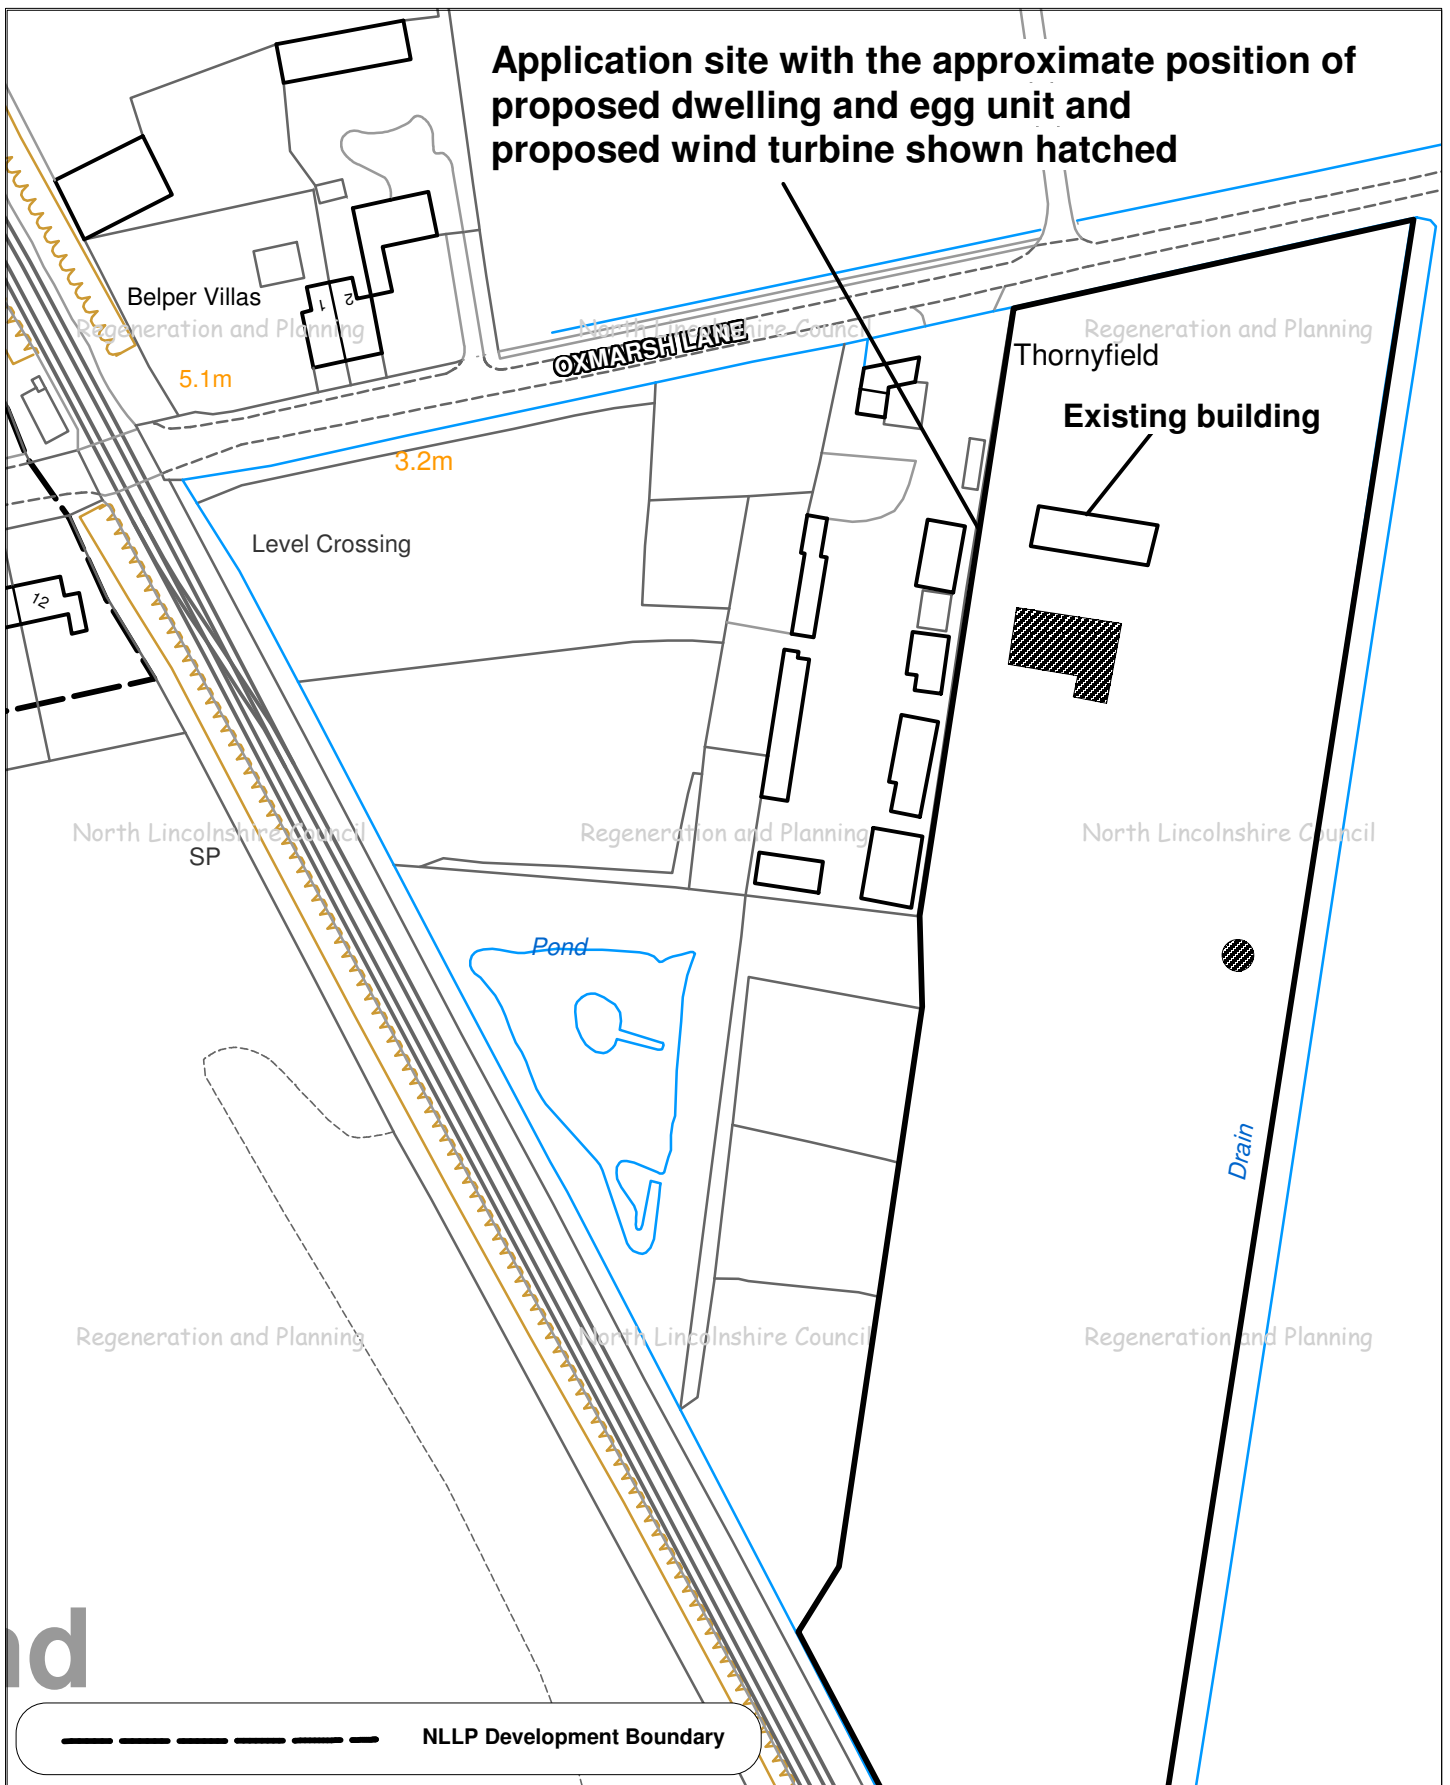 Application site with the approximate position of
proposed dwelling and egg unit and
proposed wind turbine shown hatched
Belper Villas
1
2
Regeneration and Planning
North Lincolnshire Council
Regeneration and Planning
OXMARSH LANE
Thornyfield
5.1m
Existing building
3.2m
Level Crossing
12
North Lincolnshire Council
Regeneration and Planning
North Lincolnshire Council
SP
Pond
Drain
Regeneration and Planning
North Lincolnshire Council
Regeneration and Planning
nd
NLLP Development Boundary